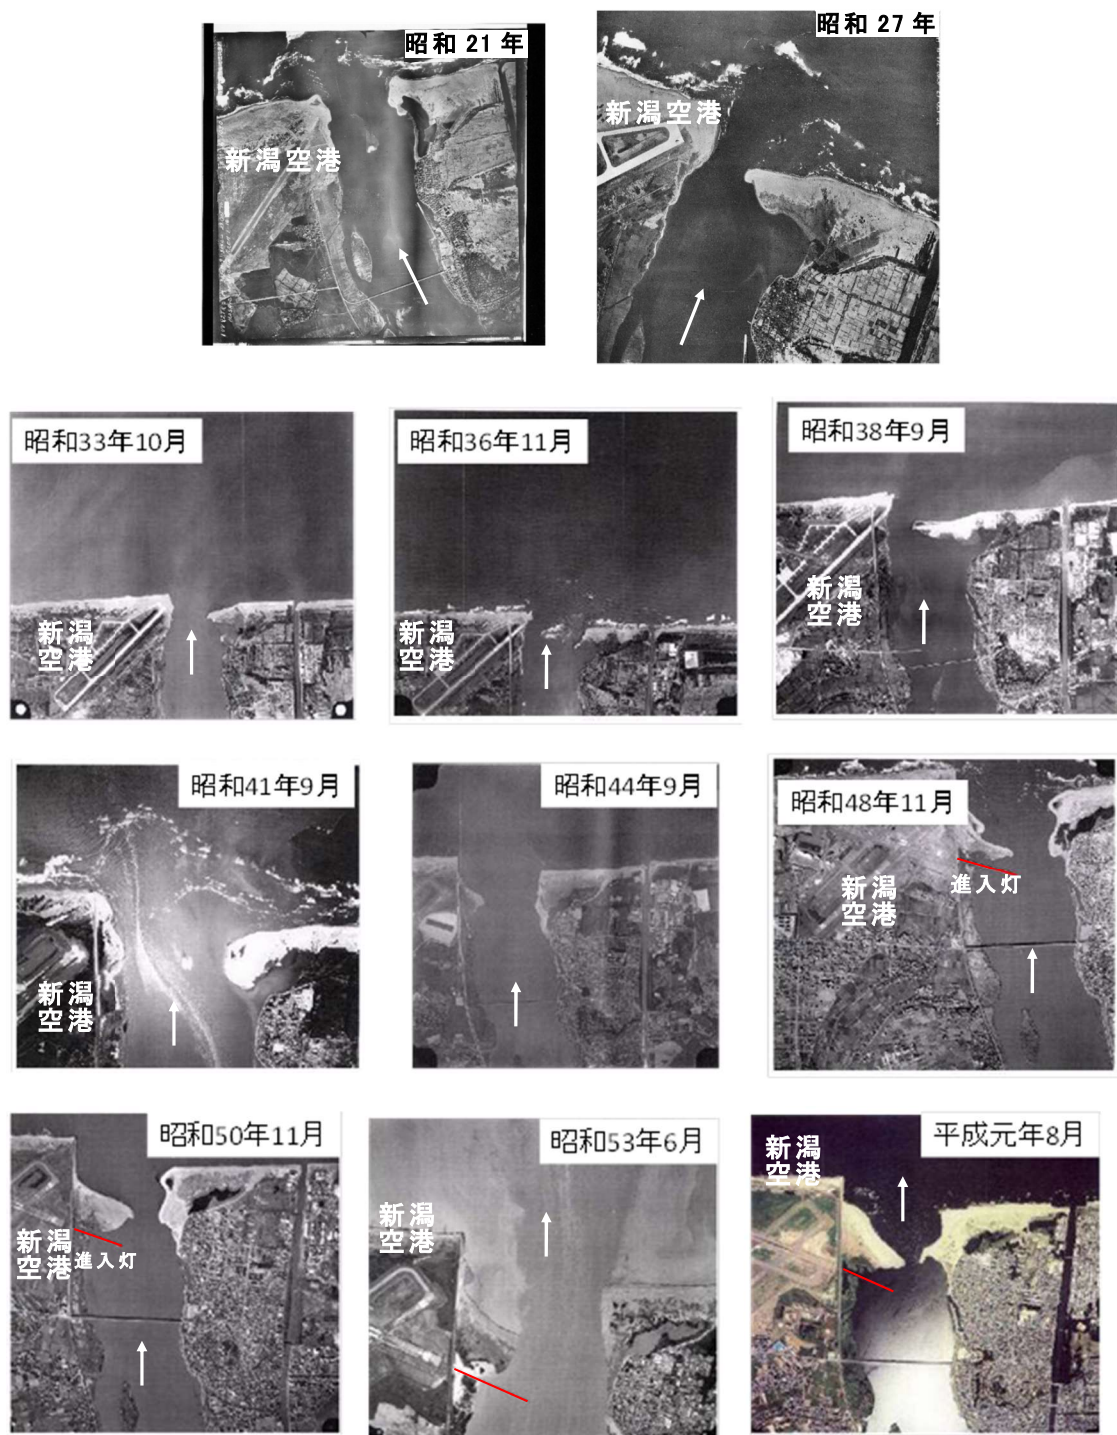 昭和 21 年
新潟空港
昭和 27 年
新潟空港
昭和33年10月
新潟
空港
昭和36年11月
新潟
空港
昭和38年9月
新潟
空港
昭和41年9月
新潟
空港
昭和44年9月
昭和48年11月
進入灯
新潟
空港
昭和50年11月
新潟
空港
進入灯
昭和53年6月
新潟
空港
平成元年8月
新潟
空港